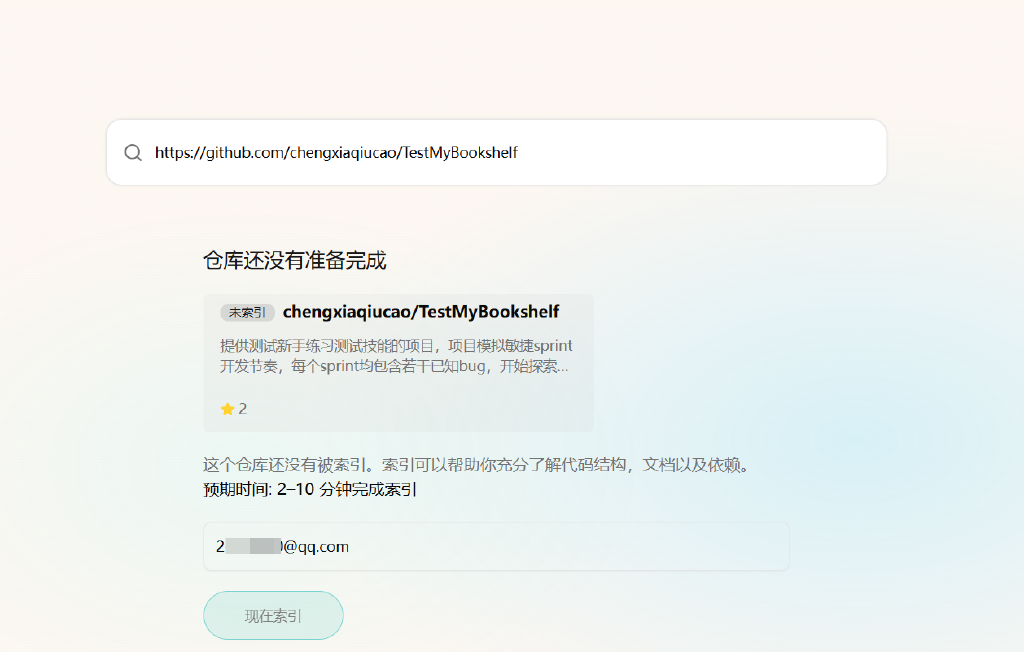 https://github.com/chengxiaqiucao/TestMyBookshelf
仓库还没有准备完成
未索引 chengxiaqiucao/TestMyBookshelf
提供测试新手练习测试技能的项目，项目模拟敏捷sprint
开发节奏，每个sprint均包含若干已知bug，开始探索...
2
这个仓库还没有被索引。索引可以帮助你充分了解代码结构，文档以及依赖。
预期时间: 2–10 分钟完成索引
2 @qq.com
现在索引